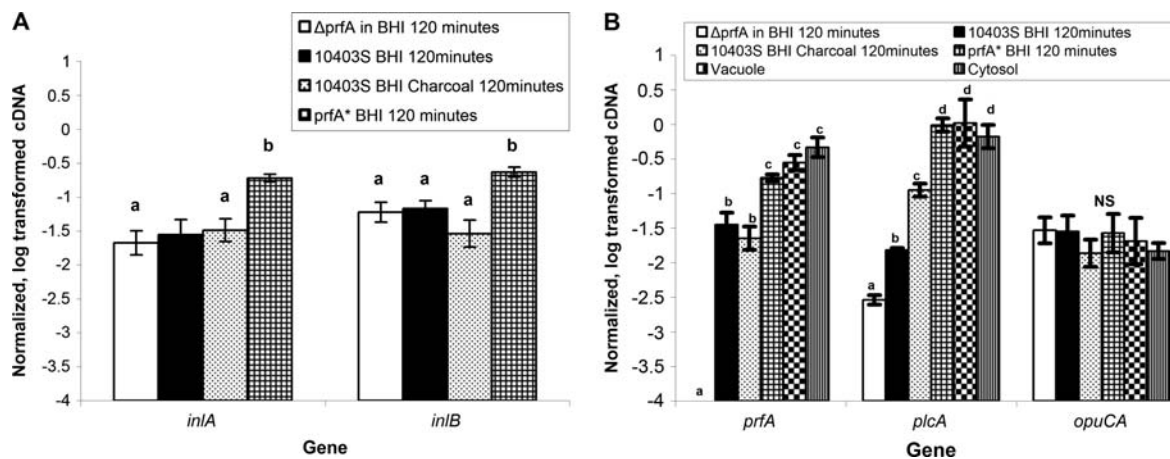 A
ΔprfA in BHI 120 minutes
10403S BHI 120minutes
10403S BHI Charcoal 120minutes
prfA* BHI 120 minutes
Normalized, log transformed cDNA
1
0.5
0
-0.5
-1
-1.5
-2
-2.5
-3
-3.5
-4
a
a
b
a
a
a
b
inlA
inlB
Gene
B
ΔprfA in BHI 120 minutes
10403S BHI 120 minutes
10403S BHI Charcoal 120minutes
prfA* BHI 120 minutes
Vacuole
Cytosol
Normalized, log transformed cDNA
1
0.5
0
-0.5
-1
-1.5
-2
-2.5
-3
-3.5
-4
a
b
b
c
c
c
a
b
c
d
d
d
NS
prfA
plcA
opuCA
Gene